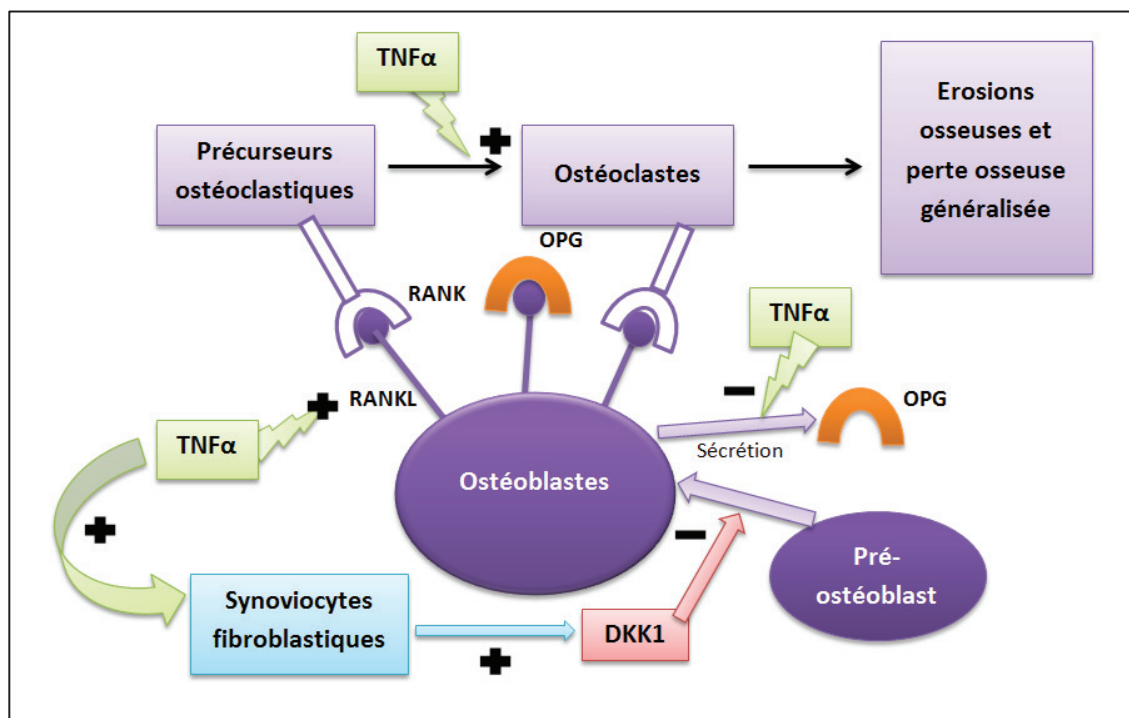 TNFα
Erosions
osseuses et
perte osseuse
généralisée
Précurseurs
ostéoclastiques
Ostéoclastes
OPG
RANK
TNFα
RANKL
OPG
TNFα
Sécrétion
Ostéoblastes
Pré-
ostéoblast
Synoviocytes
fibroblastiques
DKK1